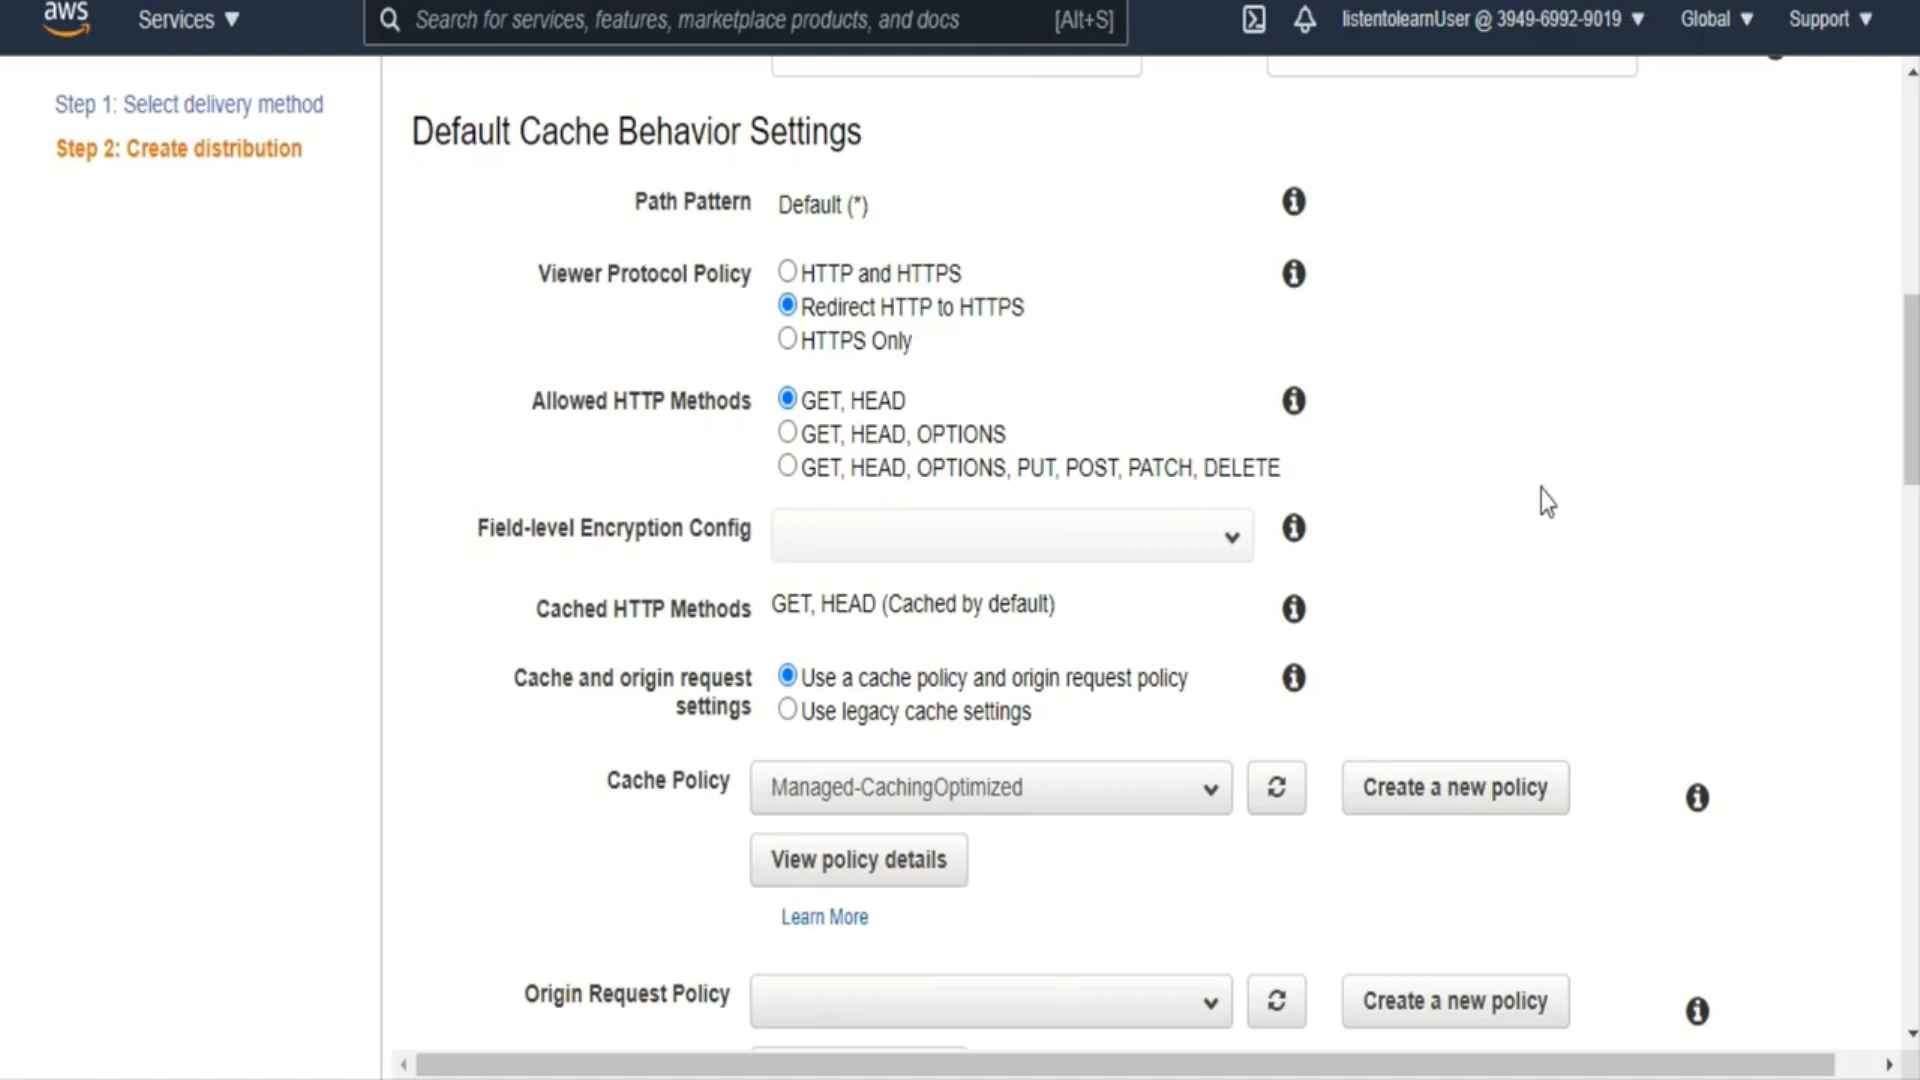 aws Services ▼ Search for services, features, marketplace products, and docs [Alt+S] listentolearnUser @ 3949-6992-9019 ▼ Global ▼ Support ▼
Step 1: Select delivery method
Step 2: Create distribution
Default Cache Behavior Settings
Path Pattern Default (*)
Viewer Protocol Policy HTTP and HTTPS
Redirect HTTP to HTTPS
HTTPS Only
Allowed HTTP Methods GET, HEAD
GET, HEAD, OPTIONS
GET, HEAD, OPTIONS, PUT, POST, PATCH, DELETE
Field-level Encryption Config
Cached HTTP Methods GET, HEAD (Cached by default)
Cache and origin request settings Use a cache policy and origin request policy
Use legacy cache settings
Cache Policy Managed-CachingOptimized Create a new policy
View policy details
Learn More
Origin Request Policy Create a new policy